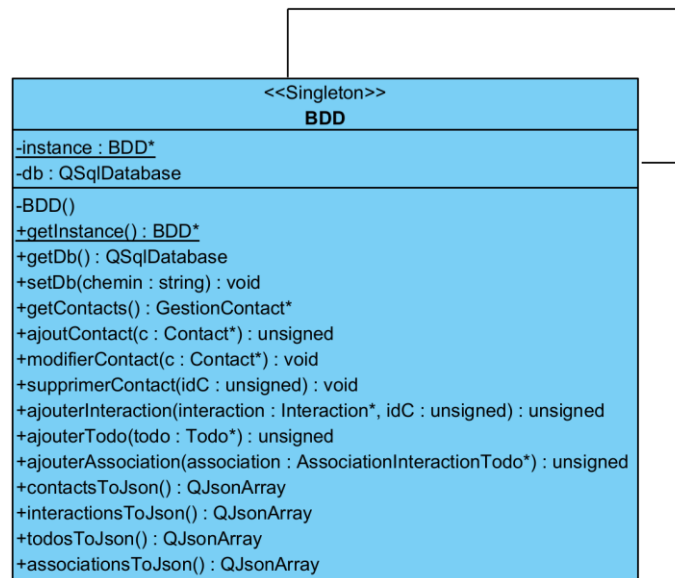 <<Singleton>>
BDD
-instance : BDD*
-db : QSqlDatabase
-BDD()
+getInstance() : BDD*
+getDb() : QSqlDatabase
+setDb(chemin : string) : void
+getContacts() : GestionContact*
+ajoutContact(c : Contact*) : unsigned
+modifierContact(c : Contact*) : void
+supprimerContact(idC : unsigned) : void
+ajouterInteraction(interaction : Interaction*, idC : unsigned) : unsigned
+ajouterTodo(todo : Todo*) : unsigned
+ajouterAssociation(association : AssociationInteractionTodo*) : unsigned
+contactsToJson() : QJsonArray
+interactionsToJson() : QJsonArray
+todosToJson() : QJsonArray
+associationsToJson() : QJsonArray